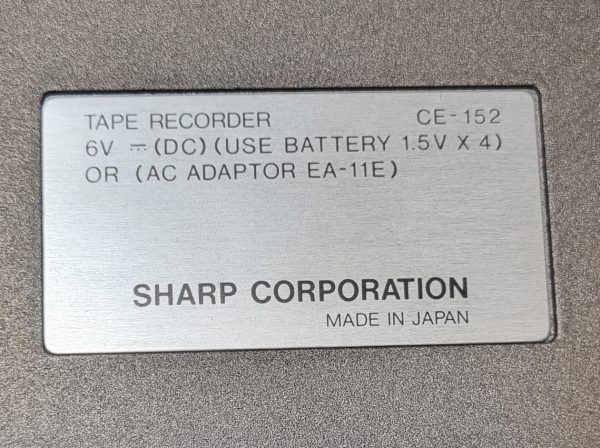 TAPE RECORDER CE-152
6V ⎓ (DC) (USE BATTERY 1.5V X 4)
OR (AC ADAPTOR EA-11E)
SHARP CORPORATION
MADE IN JAPAN